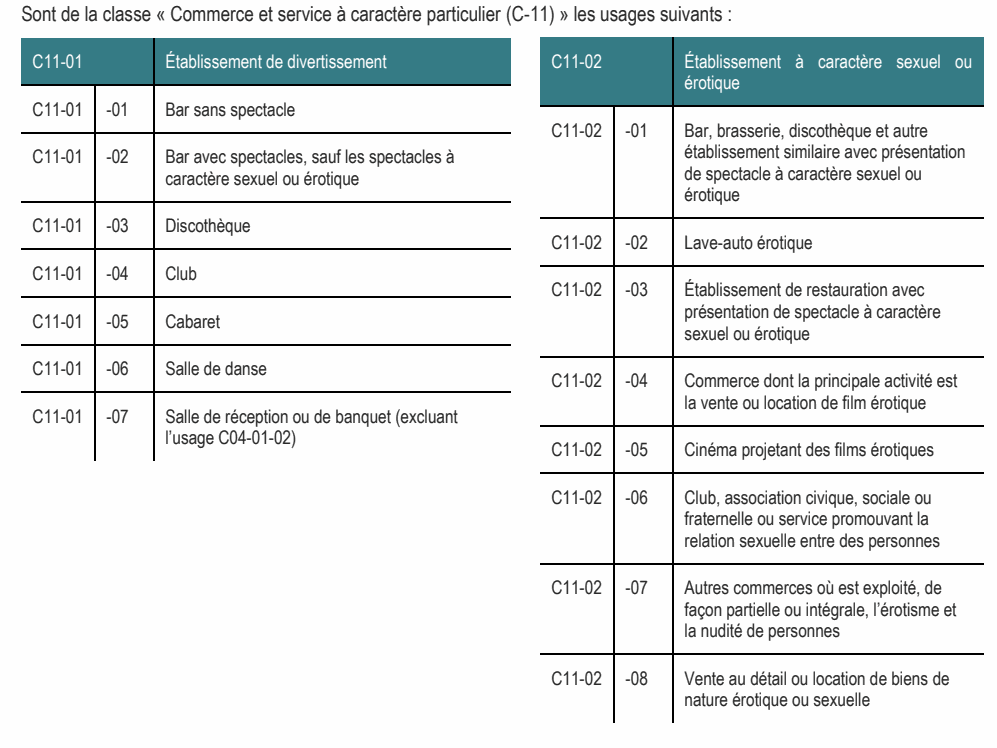 Sont de la classe « Commerce et service à caractère particulier (C-11) » les usages suivants :
C11-01 Établissement de divertissement
C11-01 -01 Bar sans spectacle
C11-01 -02 Bar avec spectacles, sauf les spectacles à
caractère sexuel ou érotique
C11-01 -03 Discothèque
C11-01 -04 Club
C11-01 -05 Cabaret
C11-01 -06 Salle de danse
C11-01 -07 Salle de réception ou de banquet (excluant
l’usage C04-01-02)
C11-02 Établissement à caractère sexuel ou
érotique
C11-02 -01 Bar, brasserie, discothèque et autre
établissement similaire avec présentation
de spectacle à caractère sexuel ou
érotique
C11-02 -02 Lave-auto érotique
C11-02 -03 Établissement de restauration avec
présentation de spectacle à caractère
sexuel ou érotique
C11-02 -04 Commerce dont la principale activité est
la vente ou location de film érotique
C11-02 -05 Cinéma projetant des films érotiques
C11-02 -06 Club, association civique, sociale ou
fraternelle ou service promouvant la
relation sexuelle entre des personnes
C11-02 -07 Autres commerces où est exploité, de
façon partielle ou intégrale, l’érotisme et
la nudité de personnes
C11-02 -08 Vente au détail ou location de biens de
nature érotique ou sexuelle